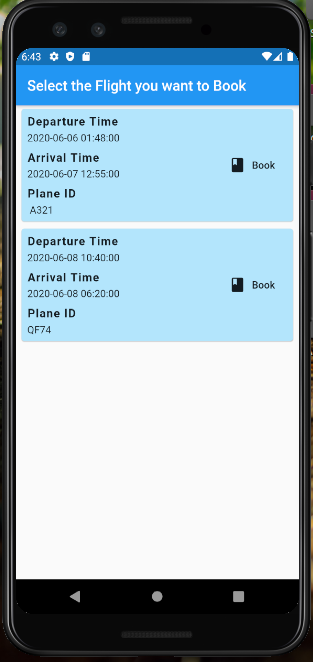 6:43
Select the Flight you want to Book
Departure Time
2020-06-06 01:48:00
Arrival Time
2020-06-07 12:55:00
Book
Plane ID
A321
Departure Time
2020-06-08 10:40:00
Arrival Time
2020-06-08 06:20:00
Book
Plane ID
QF74